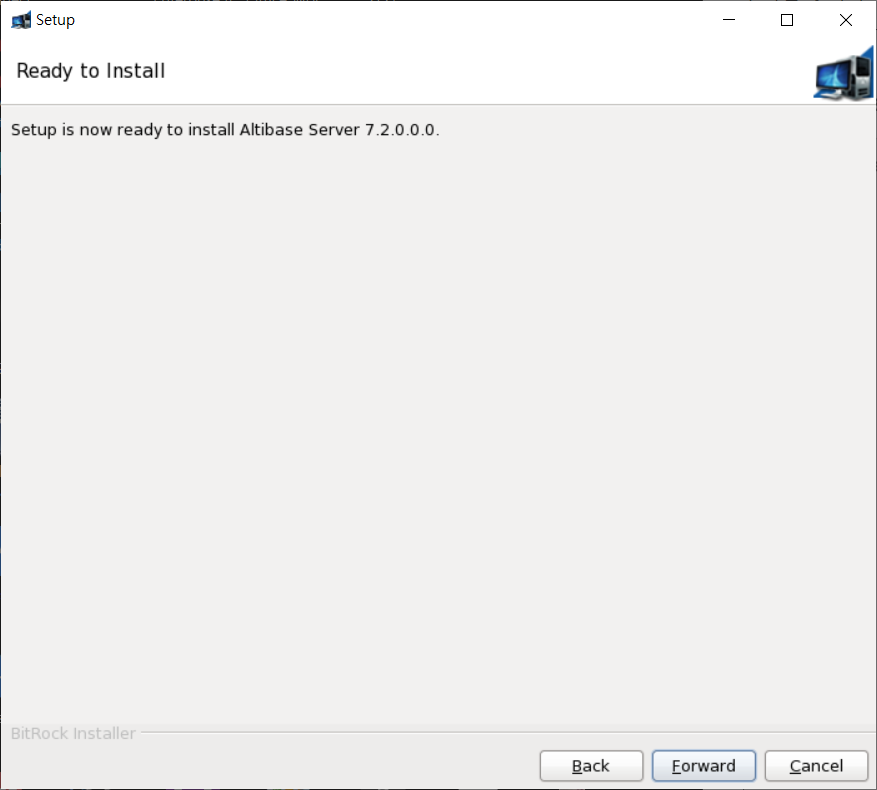 Setup
Ready to Install
Setup is now ready to install Altibase Server 7.2.0.0.0.
BitRock Installer
Back
Forward
Cancel